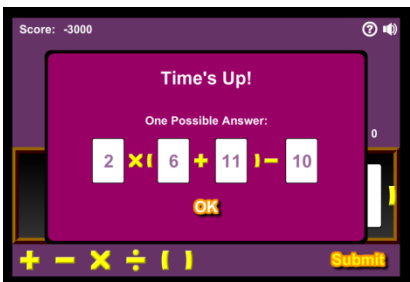 Score: -3000 ?
Time's Up!
One Possible Answer:
0
2 ×( 6 + 11 )− 10
)
OK
+ − × ÷ ( ) Submit